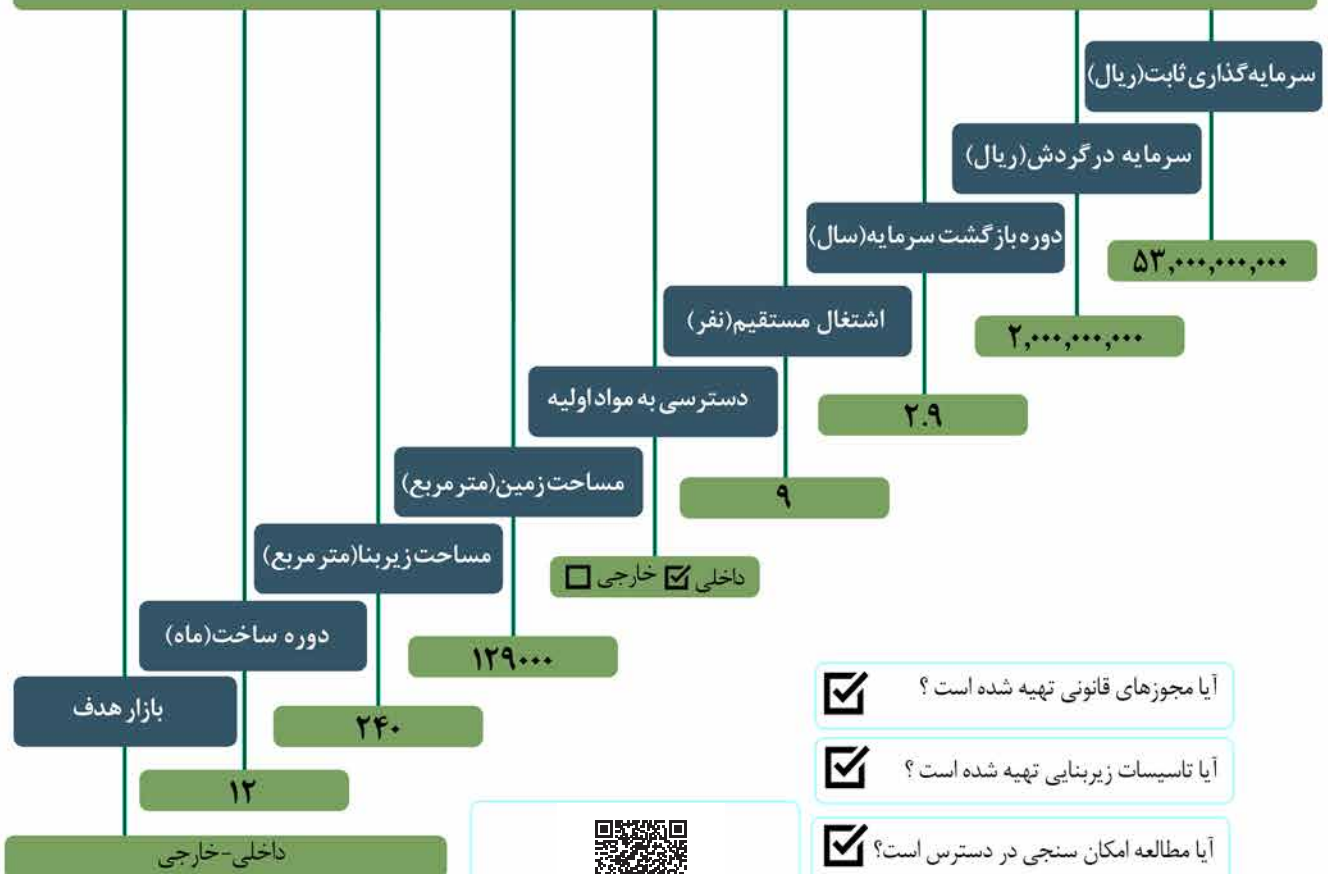 سرمایه‌گذاری ثابت(ریال)
۵۳,۰۰۰,۰۰۰,۰۰۰
سرمایه در گردش(ریال)
۲,۰۰۰,۰۰۰,۰۰۰
دوره بازگشت سرمایه(سال)
۲.۹
اشتغال مستقیم(نفر)
۹
دسترسی به مواد اولیه
داخلی ☑ خارجی ☐
مساحت زمین(متر مربع)
۱۲۹۰۰۰
مساحت زیربنا(متر مربع)
۲۴۰
دوره ساخت(ماه)
۱۲
بازار هدف
داخلی-خارجی
آیا مجوزهای قانونی تهیه شده است ؟ ☑
آیا تاسیسات زیربنایی تهیه شده است ؟ ☑
آیا مطالعه امکان سنجی در دسترس است؟ ☑